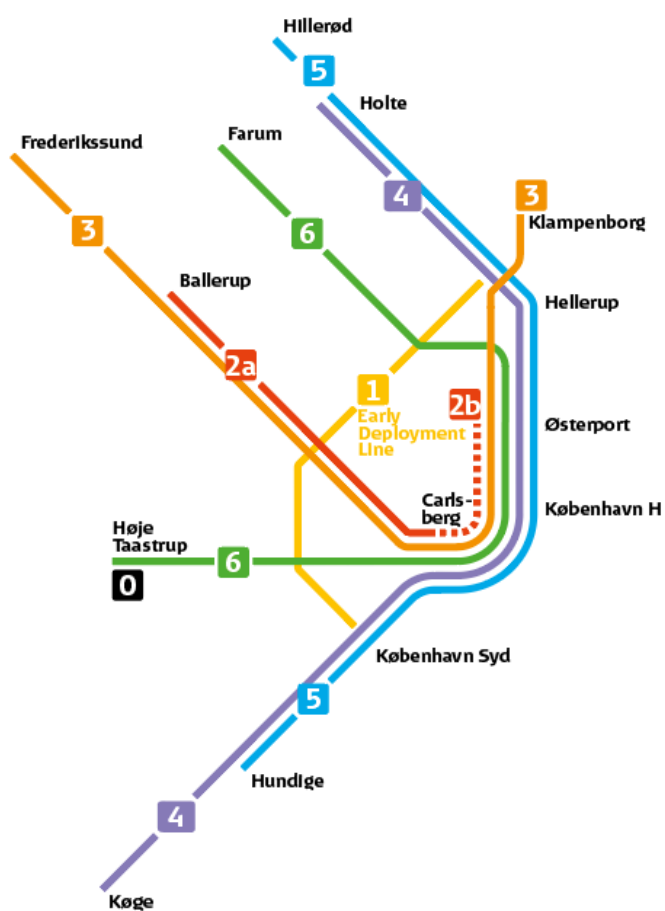 Hillerød
5
Holte
Frederikssund
Farum
4
3
Klampenborg
3
6
Ballerup
Hellerup
2a
1
2b
Early
Deployment
Line
Østerport
Carls-
berg
København H
Høje
Taastrup
6
0
København Syd
5
Hundige
4
Køge